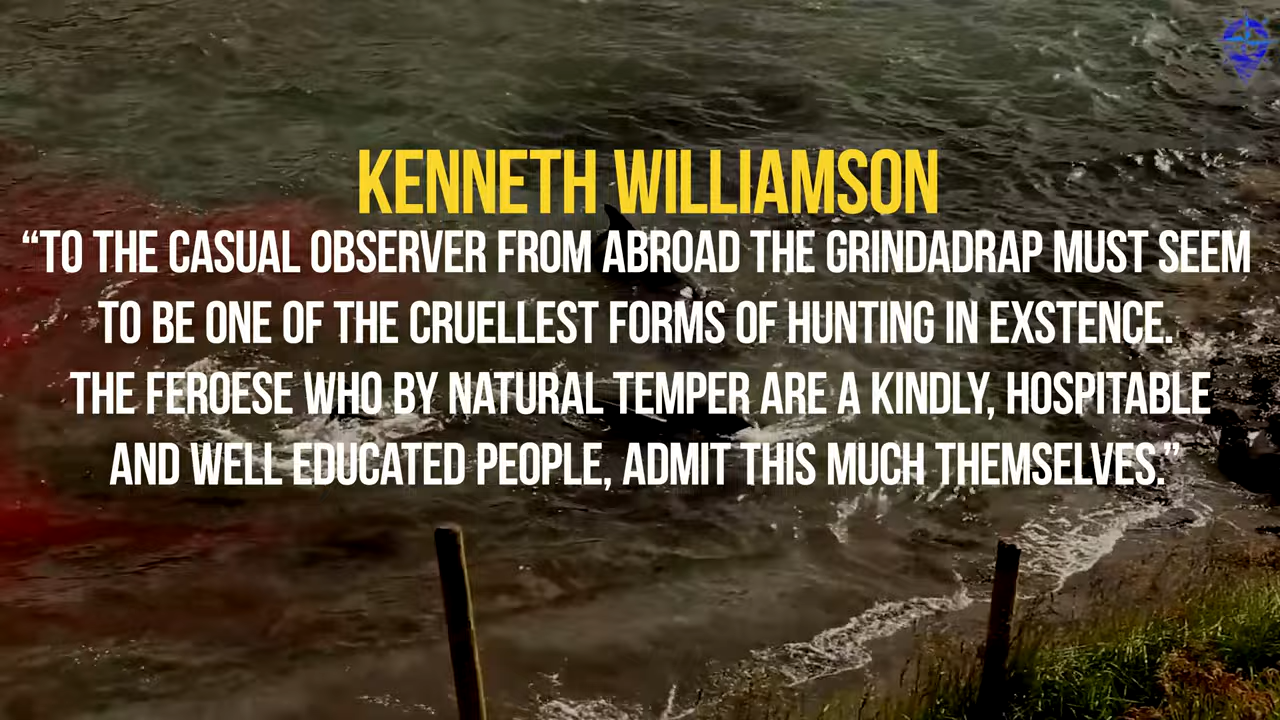 KENNETH WILLIAMSON
“TO THE CASUAL OBSERVER FROM ABROAD THE GRINDADRAP MUST SEEM
TO BE ONE OF THE CRUELLEST FORMS OF HUNTING IN EXSTENCE.
THE FEROESE WHO BY NATURAL TEMPER ARE A KINDLY, HOSPITABLE
AND WELL EDUCATED PEOPLE, ADMIT THIS MUCH THEMSELVES.”